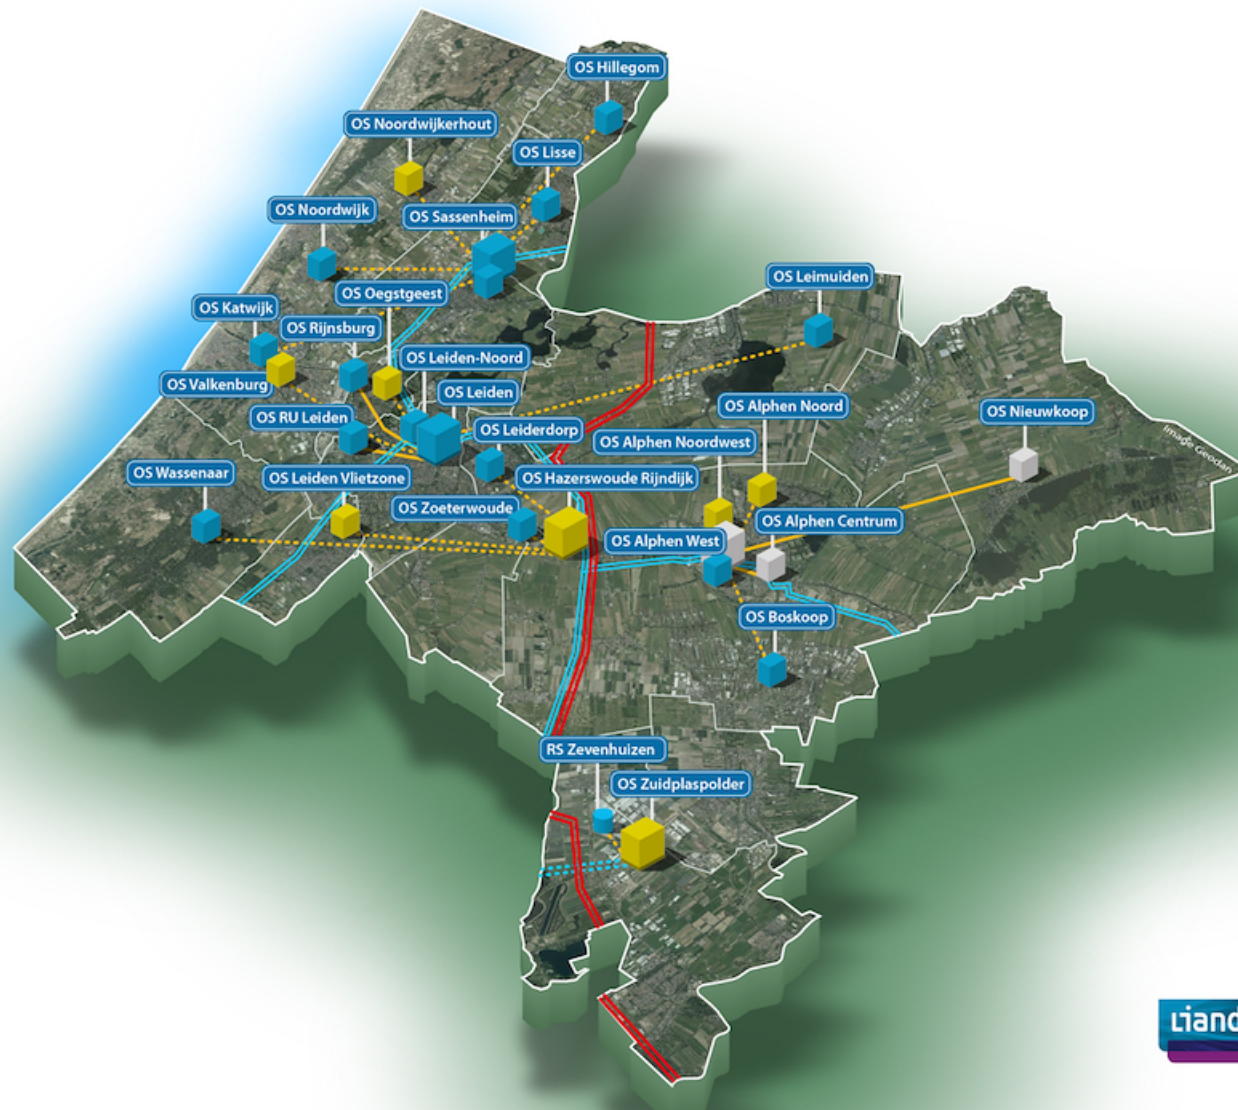 OS Hillegom
OS Noordwijkerhout
OS Lisse
OS Noordwijk
OS Sassenheim
OS Leimuiden
OS Oegstgeest
OS Katwijk
OS Rijnsburg
OS Leiden-Noord
OS Valkenburg
OS Leiden
OS Alphen Noord
OS Nieuwkoop
OS RU Leiden
OS Leiderdorp
OS Alphen Noordwest
Image Geodan
OS Wassenaar
OS Leiden Vlietzone
OS Hazerswoude Rijndijk
OS Zoeterwoude
OS Alphen Centrum
OS Alphen West
OS Boskoop
RS Zevenhuizen
OS Zuidplaspolder
Liand